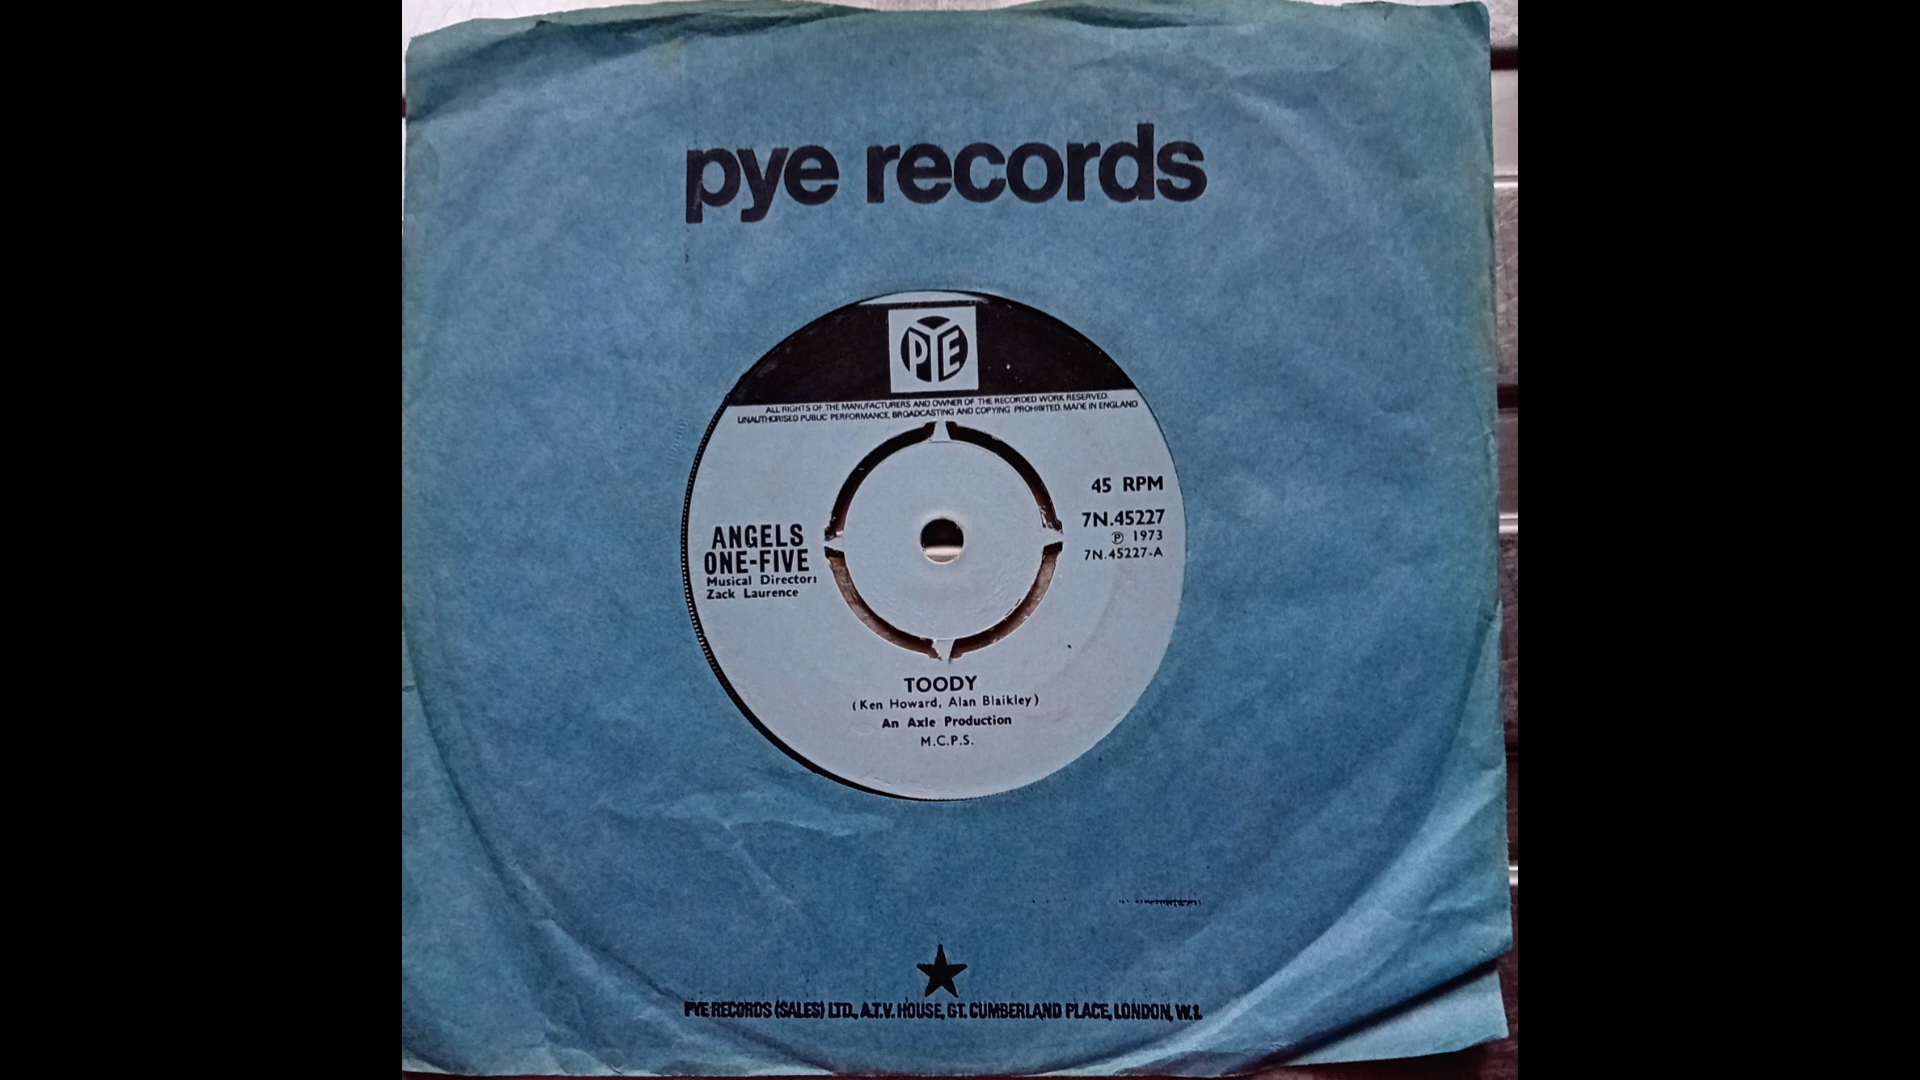 pye records
PYE
ALL RIGHTS OF THE MANUFACTURERS AND OWNER OF THE RECORDED WORK RESERVED.
UNAUTHORISED PUBLIC PERFORMANCE, BROADCASTING AND COPYING PROHIBITED. MADE IN ENGLAND
45 RPM
7N.45227
℗ 1973
7N.45227-A
ANGELS
ONE-FIVE
Musical Director:
Zack Laurence
TOODY
(Ken Howard, Alan Blaikley)
An Axle Production
M.C.P.S.
PYE RECORDS (SALES) LTD., A.T.V. HOUSE, GT. CUMBERLAND PLACE, LONDON, W.1.